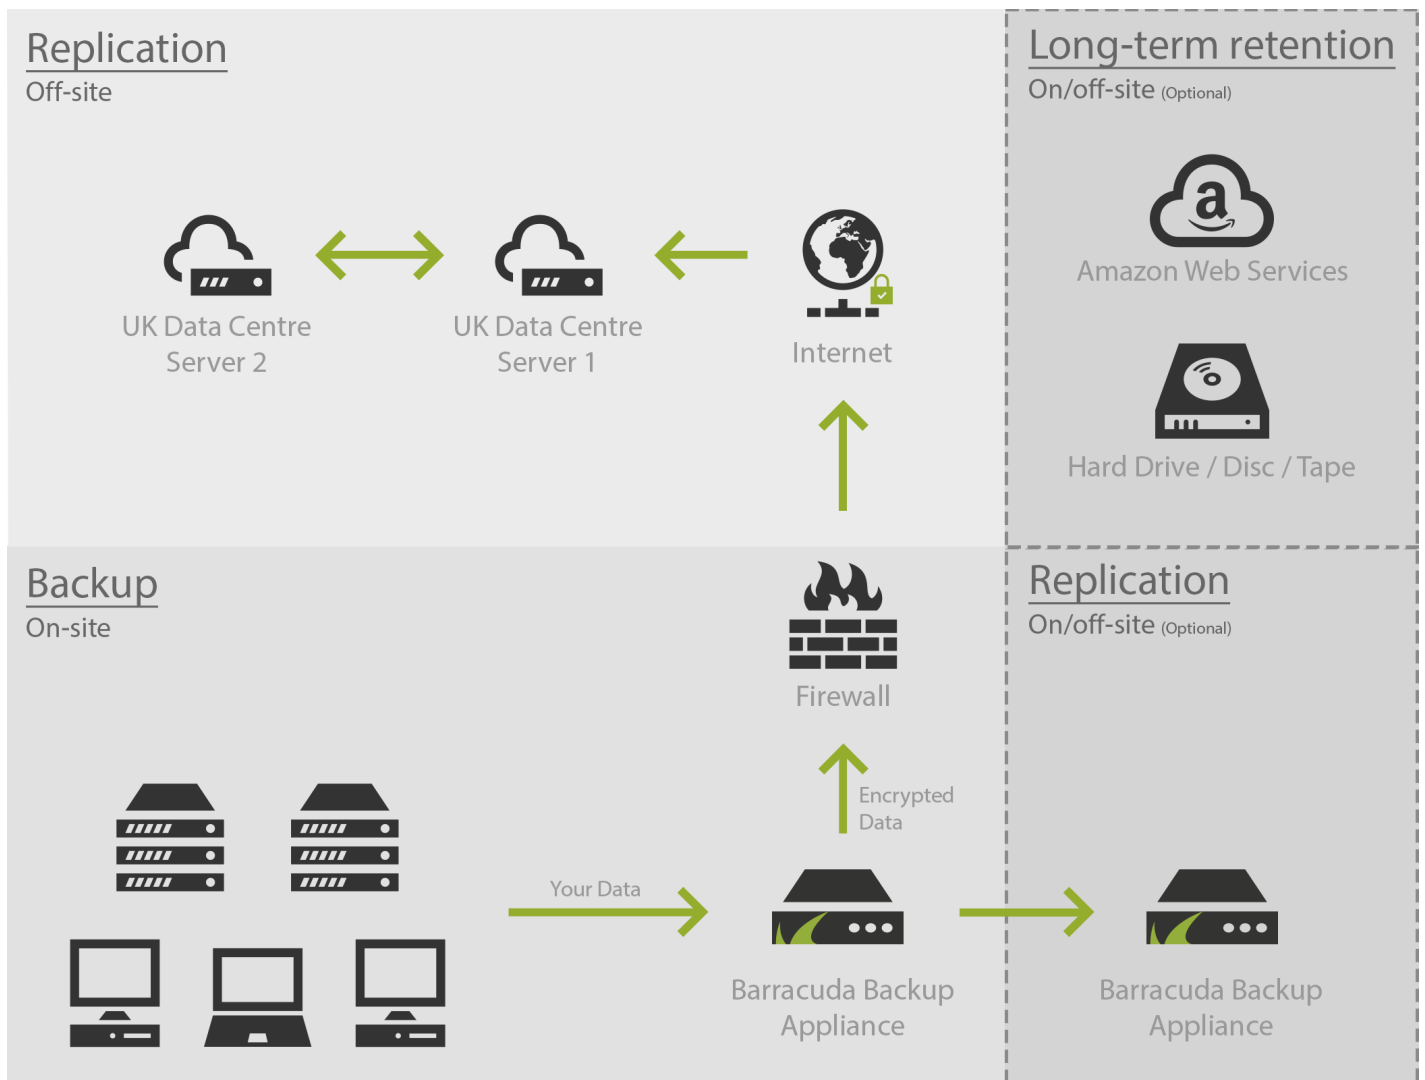 Replication
Off-site
UK Data Centre
Server 2
UK Data Centre
Server 1
Internet
Long-term retention
On/off-site (Optional)
a
Amazon Web Services
Hard Drive / Disc / Tape
Backup
On-site
Firewall
Encrypted
Data
Your Data
Barracuda Backup
Appliance
Replication
On/off-site (Optional)
Barracuda Backup
Appliance